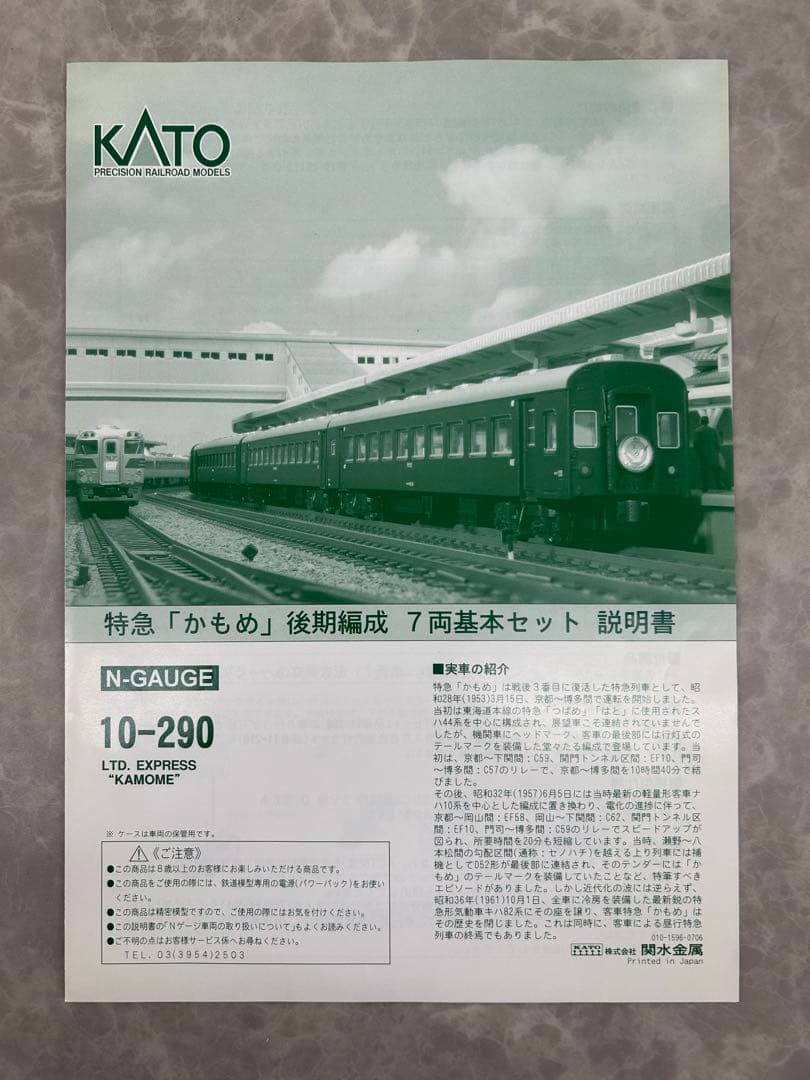 KATO
PRECISION RAILROAD MODELS
特急「かもめ」後期編成 7両基本セット 説明書
N-GAUGE
10-290
LTD. EXPRESS
“KAMOME”
※ ケースは車両の保管用です。
⚠《ご注意》
●この商品は8歳以上のお客様にお楽しみいただける商品です。
●この商品をご使用の際には、鉄道模型専用の電源(パワーパック)をお使い
ください。
●この商品は精密模型ですので、ご使用の際にはお気を付けください。
●この説明書の「Nゲージ車両の取り扱いについて」もよくお読みください。
●ご不明の点はお客様サービス係へお尋ねください。
TEL. 03(3954)2503
■実車の紹介
特急「かもめ」は戦後3番目に復活した特急列車として、昭
和28年(1953)3月15日、京都〜博多間で運転を開始しました。
当初は東海道本線の特急「つばめ」「はと」に使用されたス
ハ44系を中心に構成され、展望車こそ連結されていませんで
したが、機関車にヘッドマーク、客車の最後部には行灯式の
テールマークを装備した堂々たる編成で登場しています。当
初は、京都〜下関間：C59、関門トンネル区間：EF10、門司
〜博多間：C57のリレーで、京都〜博多間を10時間40分で結
びました。
その後、昭和32年(1957)6月5日には当時最新の軽量形客車ナ
ハ10系を中心とした編成に置き換わり、電化の進捗に伴って、
京都〜岡山間：EF58、岡山〜下関間：C62、関門トンネル区
間：EF10、門司〜博多間：C59のリレーでスピードアップが
図られ、所要時間を20分も短縮しています。当時、瀬野〜八
本松間の勾配区間(通称：セノハチ)を越える上り列車には補
機としてD52形が最後部に連結され、そのテンダーには「か
もめ」のテールマークを装備していたことなど、特筆すべき
エピソードがありました。しかし近代化の波には逆らえず、
昭和36年(1961)10月1日、全車に冷房を装備した最新鋭の特
急形気動車キハ82系にその座を譲り、客車特急「かもめ」は
その歴史を閉じました。これは同時に、客車による昼行特急
列車の終焉でもありました。
010-1596-0706
KATO 株式会社 関水金属
Printed in Japan